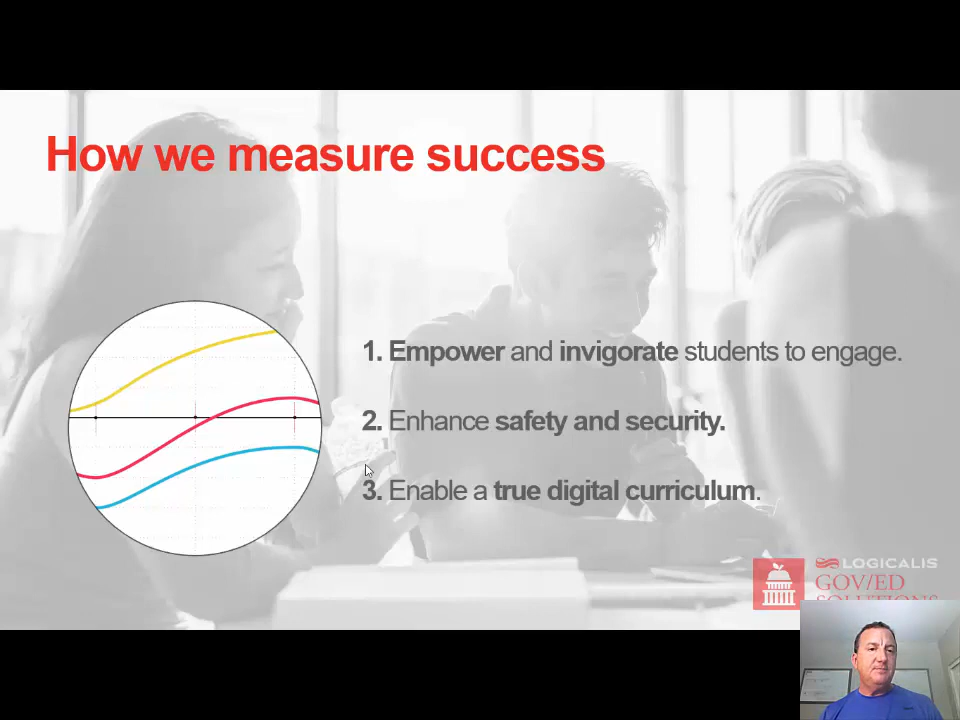 How we measure success
1. Empower and invigorate students to engage.
2. Enhance safety and security.
3. Enable a true digital curriculum.
LOGICALIS
GOV/ED
SOLUTIONS